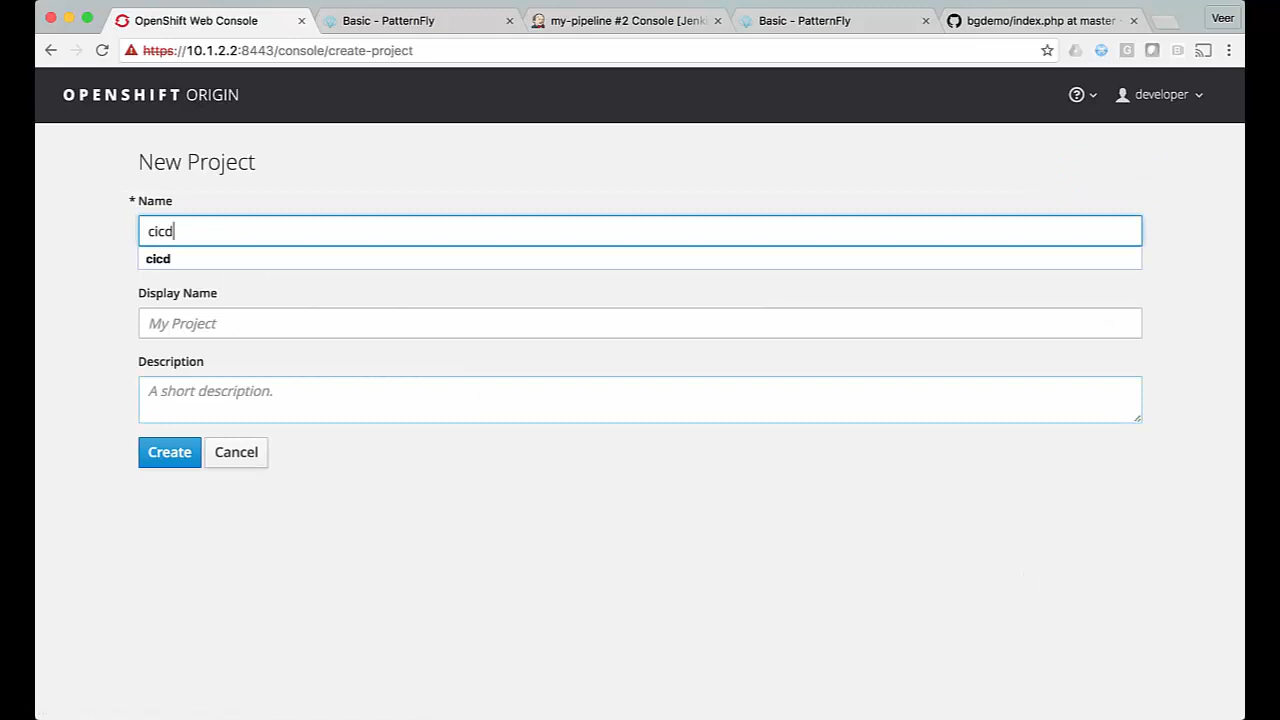 OpenShift Web Console
Basic - PatternFly
my-pipeline #2 Console [Jenki
Basic - PatternFly
bgdemo/index.php at master
Veer
https://10.1.2.2:8443/console/create-project
OPENSHIFT ORIGIN
developer
New Project
* Name
cicd
cicd
Display Name
My Project
Description
A short description.
Create
Cancel